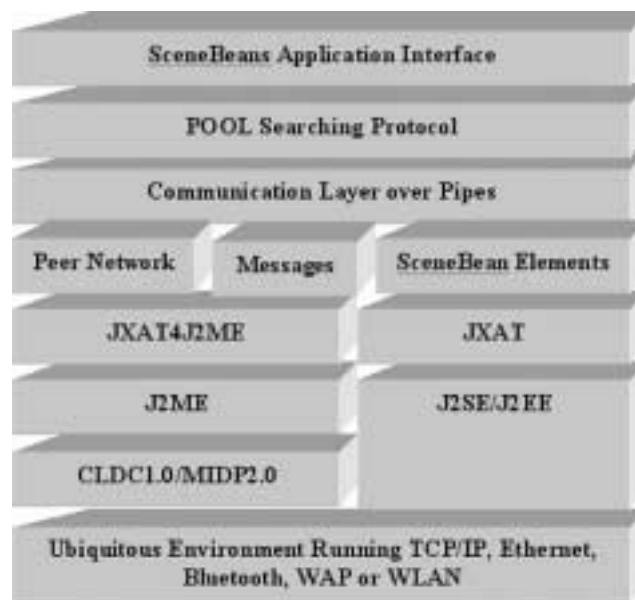 SceneBeans Application Interface
POOL Searching Protocol
Communication Layer over Pipes
Peer Network
Messages
SceneBean Elements
JXAT4J2ME
JXAT
J2ME
J2SE/J2EE
CLDC1.0/MIDP2.0
Ubiquitous Environment Running TCP/IP, Ethernet,
Bluetooth, WAP or WLAN